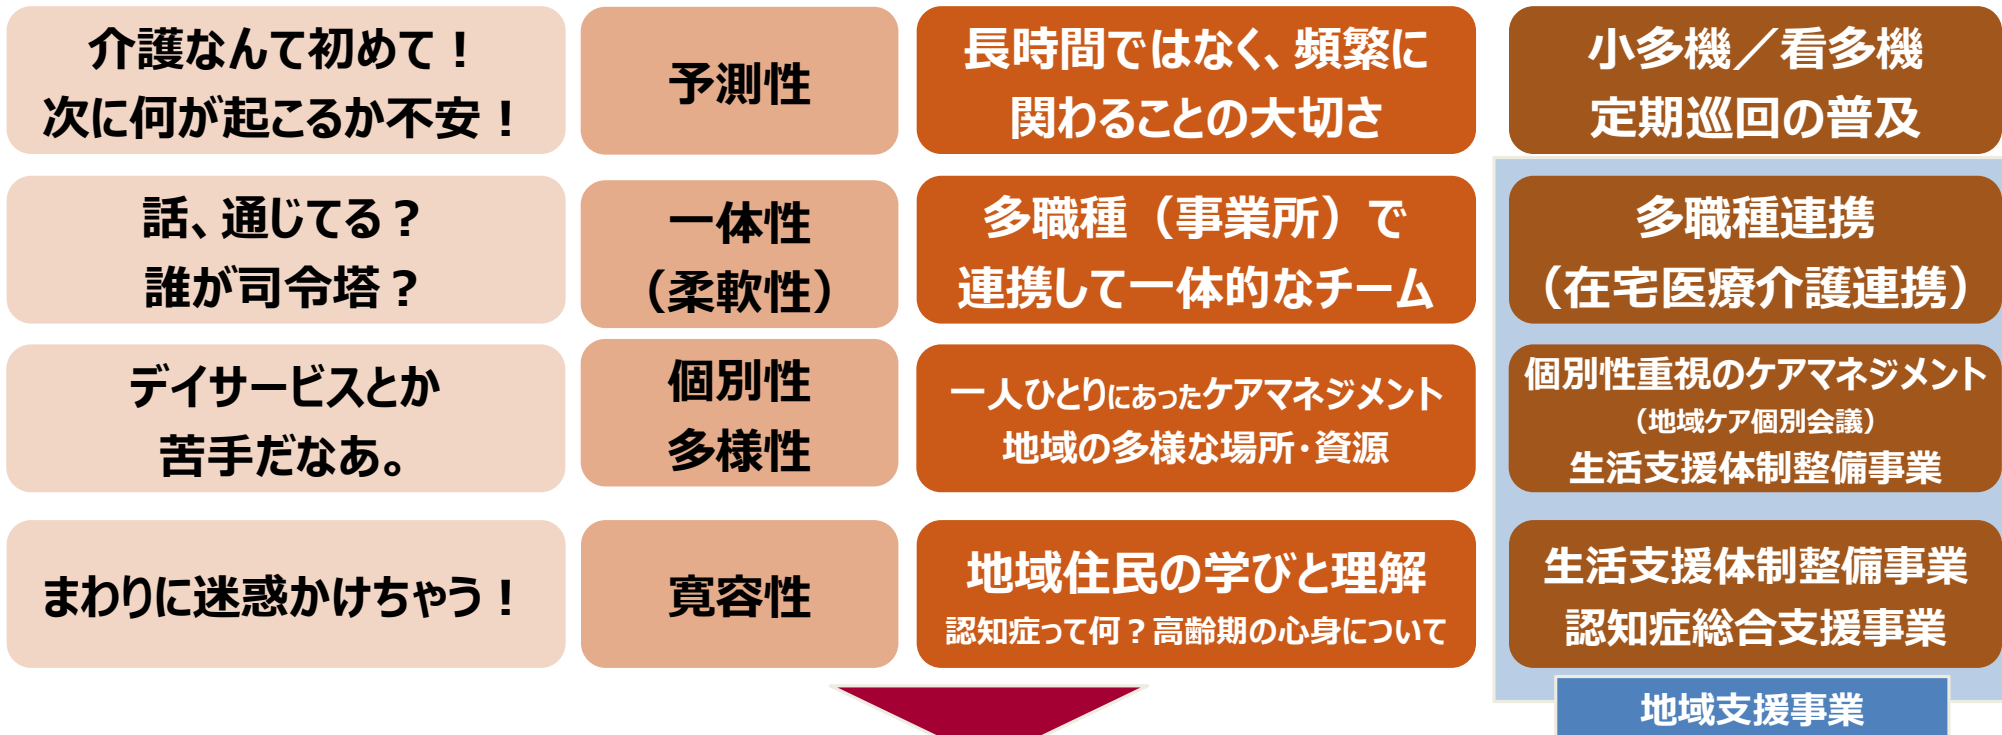 介護なんて初めて！
次に何が起こるか不安！
予測性
長時間ではなく、頻繁に
関わることの大切さ
小多機／看多機
定期巡回の普及
話、通じてる？
誰が司令塔？
一体性
（柔軟性）
多職種（事業所）で
連携して一体的なチーム
多職種連携
（在宅医療介護連携）
デイサービスとか
苦手だなあ。
個別性
多様性
一人ひとりにあったケアマネジメント
地域の多様な場所・資源
個別性重視のケアマネジメント
（地域ケア個別会議）
生活支援体制整備事業
まわりに迷惑かけちゃう！
寛容性
地域住民の学びと理解
認知症って何？高齢期の心身について
生活支援体制整備事業
認知症総合支援事業
地域支援事業